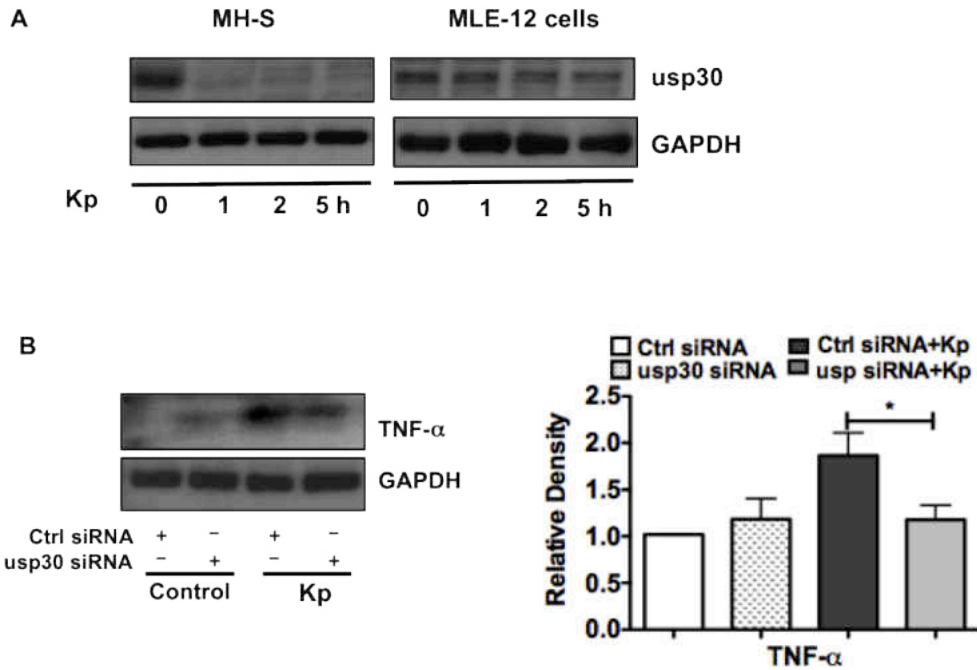 A
MH-S MLE-12 cells
usp30
GAPDH
Kp 0 1 2 5 h 0 1 2 5 h
B
TNF-α
GAPDH
Ctrl siRNA + − + −
usp30 siRNA − + − +
Control Kp
Ctrl siRNA Ctrl siRNA+Kp
usp30 siRNA usp siRNA+Kp
Relative Density
2.5
2.0
1.5
1.0
0.5
0.0
*
TNF-α